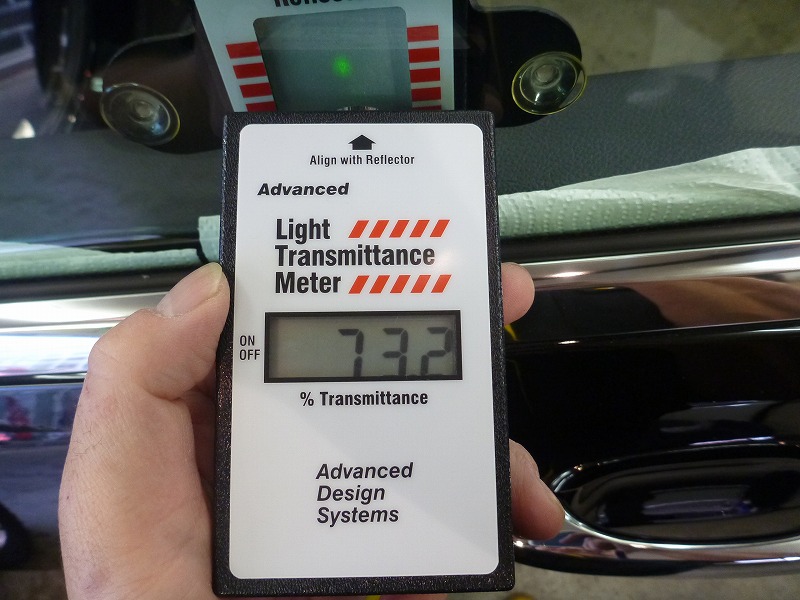 Align with Reflector
Advanced
Light
Transmittance
Meter
ON
OFF
73.2
% Transmittance
Advanced
Design
Systems